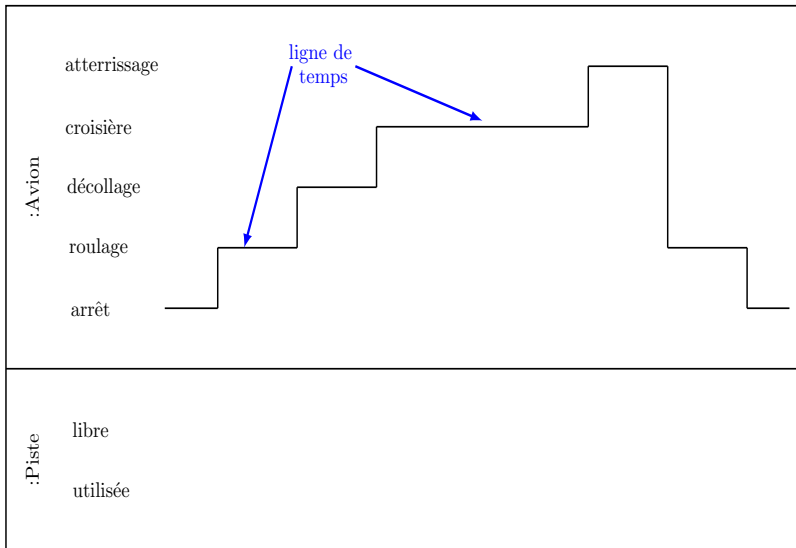 ligne de
temps
atterrissage
croisière
décollage
roulage
arrêt
:Avion
libre
utilisée
:Piste